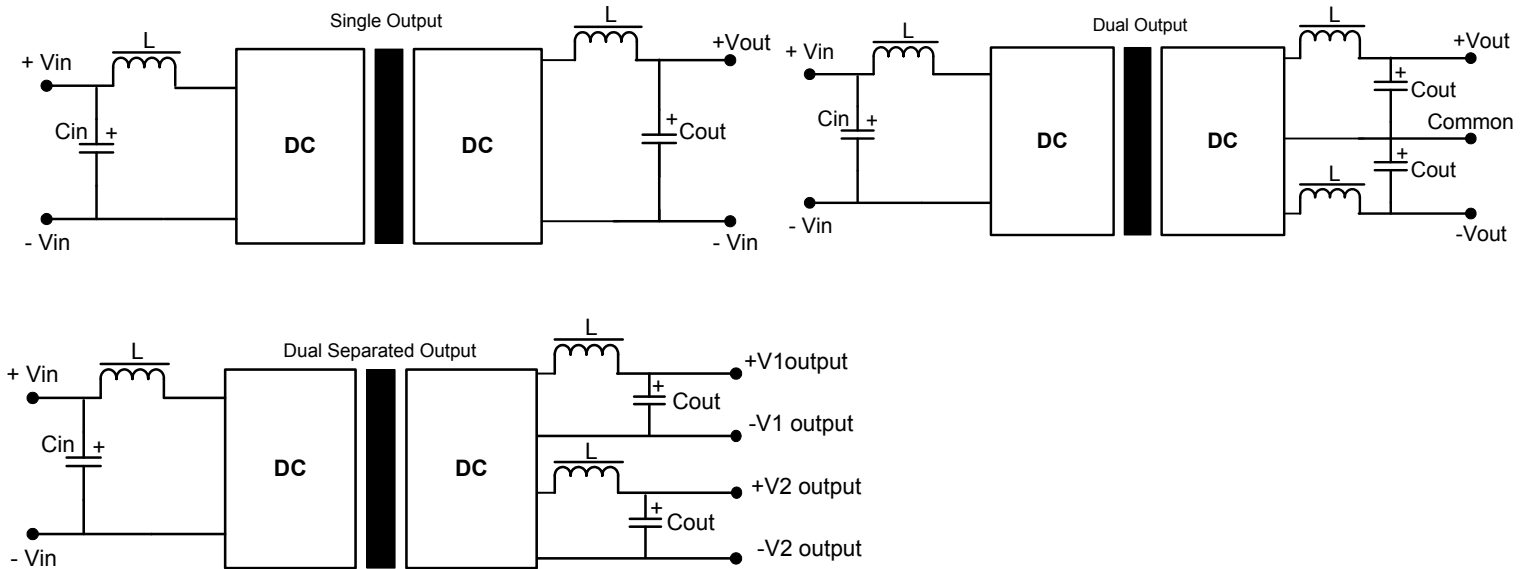 Single Output
L
+ Vin
Cin +
- Vin
DC
DC
L
+Vout
+ Cout
- Vin
Dual Output
L
+ Vin
Cin +
- Vin
DC
DC
L
+Vout
+ Cout
Common
+ Cout
L
-Vout
Dual Separated Output
L
+ Vin
Cin +
- Vin
DC
DC
L
+V1output
+ Cout
-V1 output
L
+V2 output
+ Cout
-V2 output